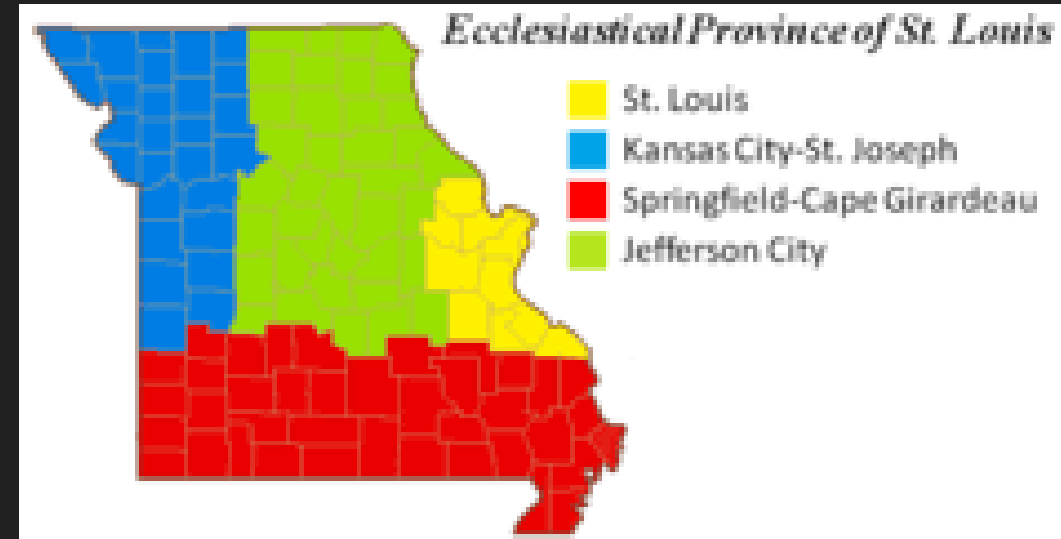 Ecclesiastical Province of St. Louis
St. Louis
Kansas City-St. Joseph
Springfield-Cape Girardeau
Jefferson City